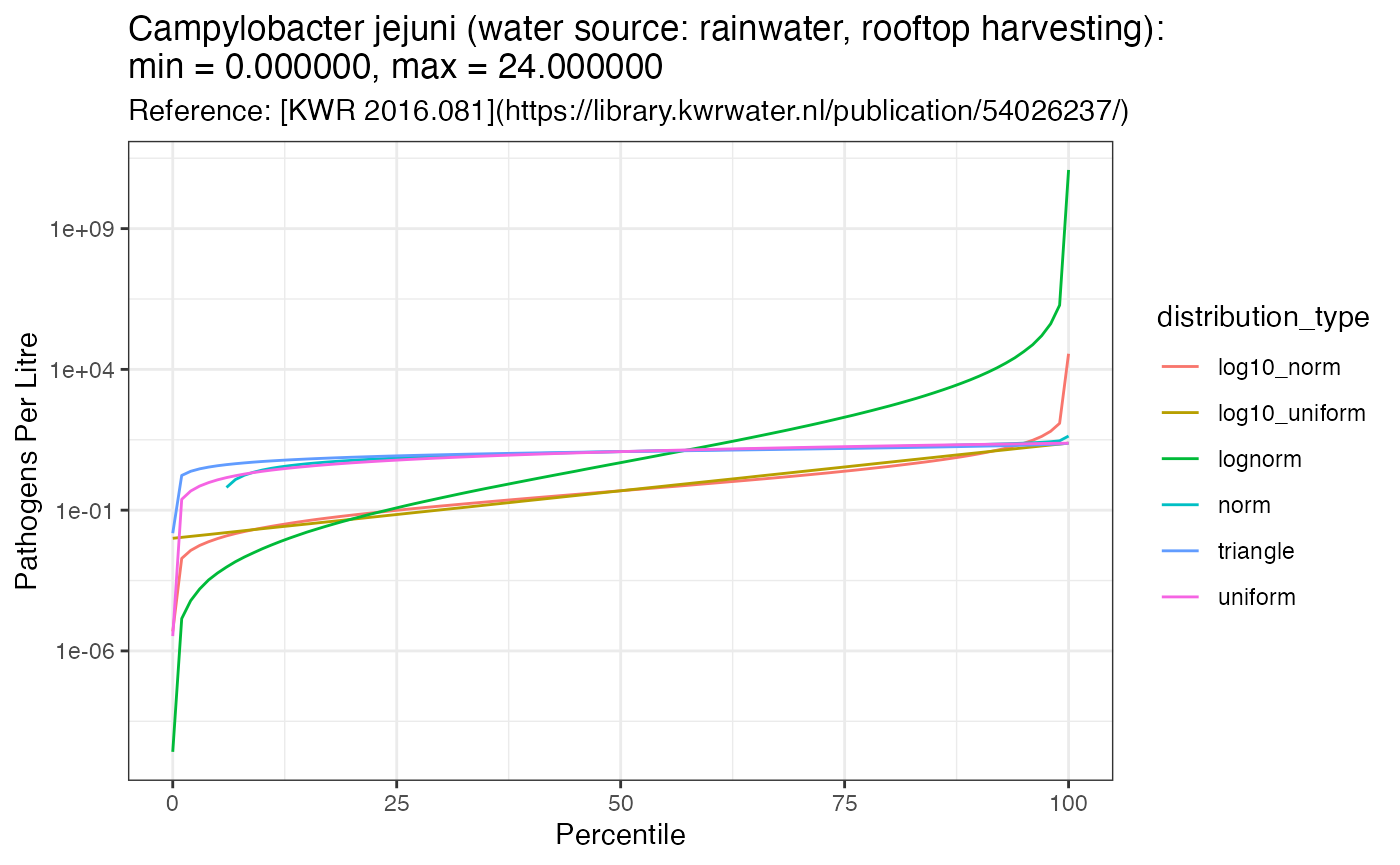 Campylobacter jejuni (water source: rainwater, rooftop harvesting):
min = 0.000000, max = 24.000000
Reference: [KWR 2016.081](https://library.kwrwater.nl/publication/54026237/)
Pathogens Per Litre
1e+09
1e+04
1e-01
1e-06
0
25
50
75
100
Percentile
distribution_type
log10_norm
log10_uniform
lognorm
norm
triangle
uniform